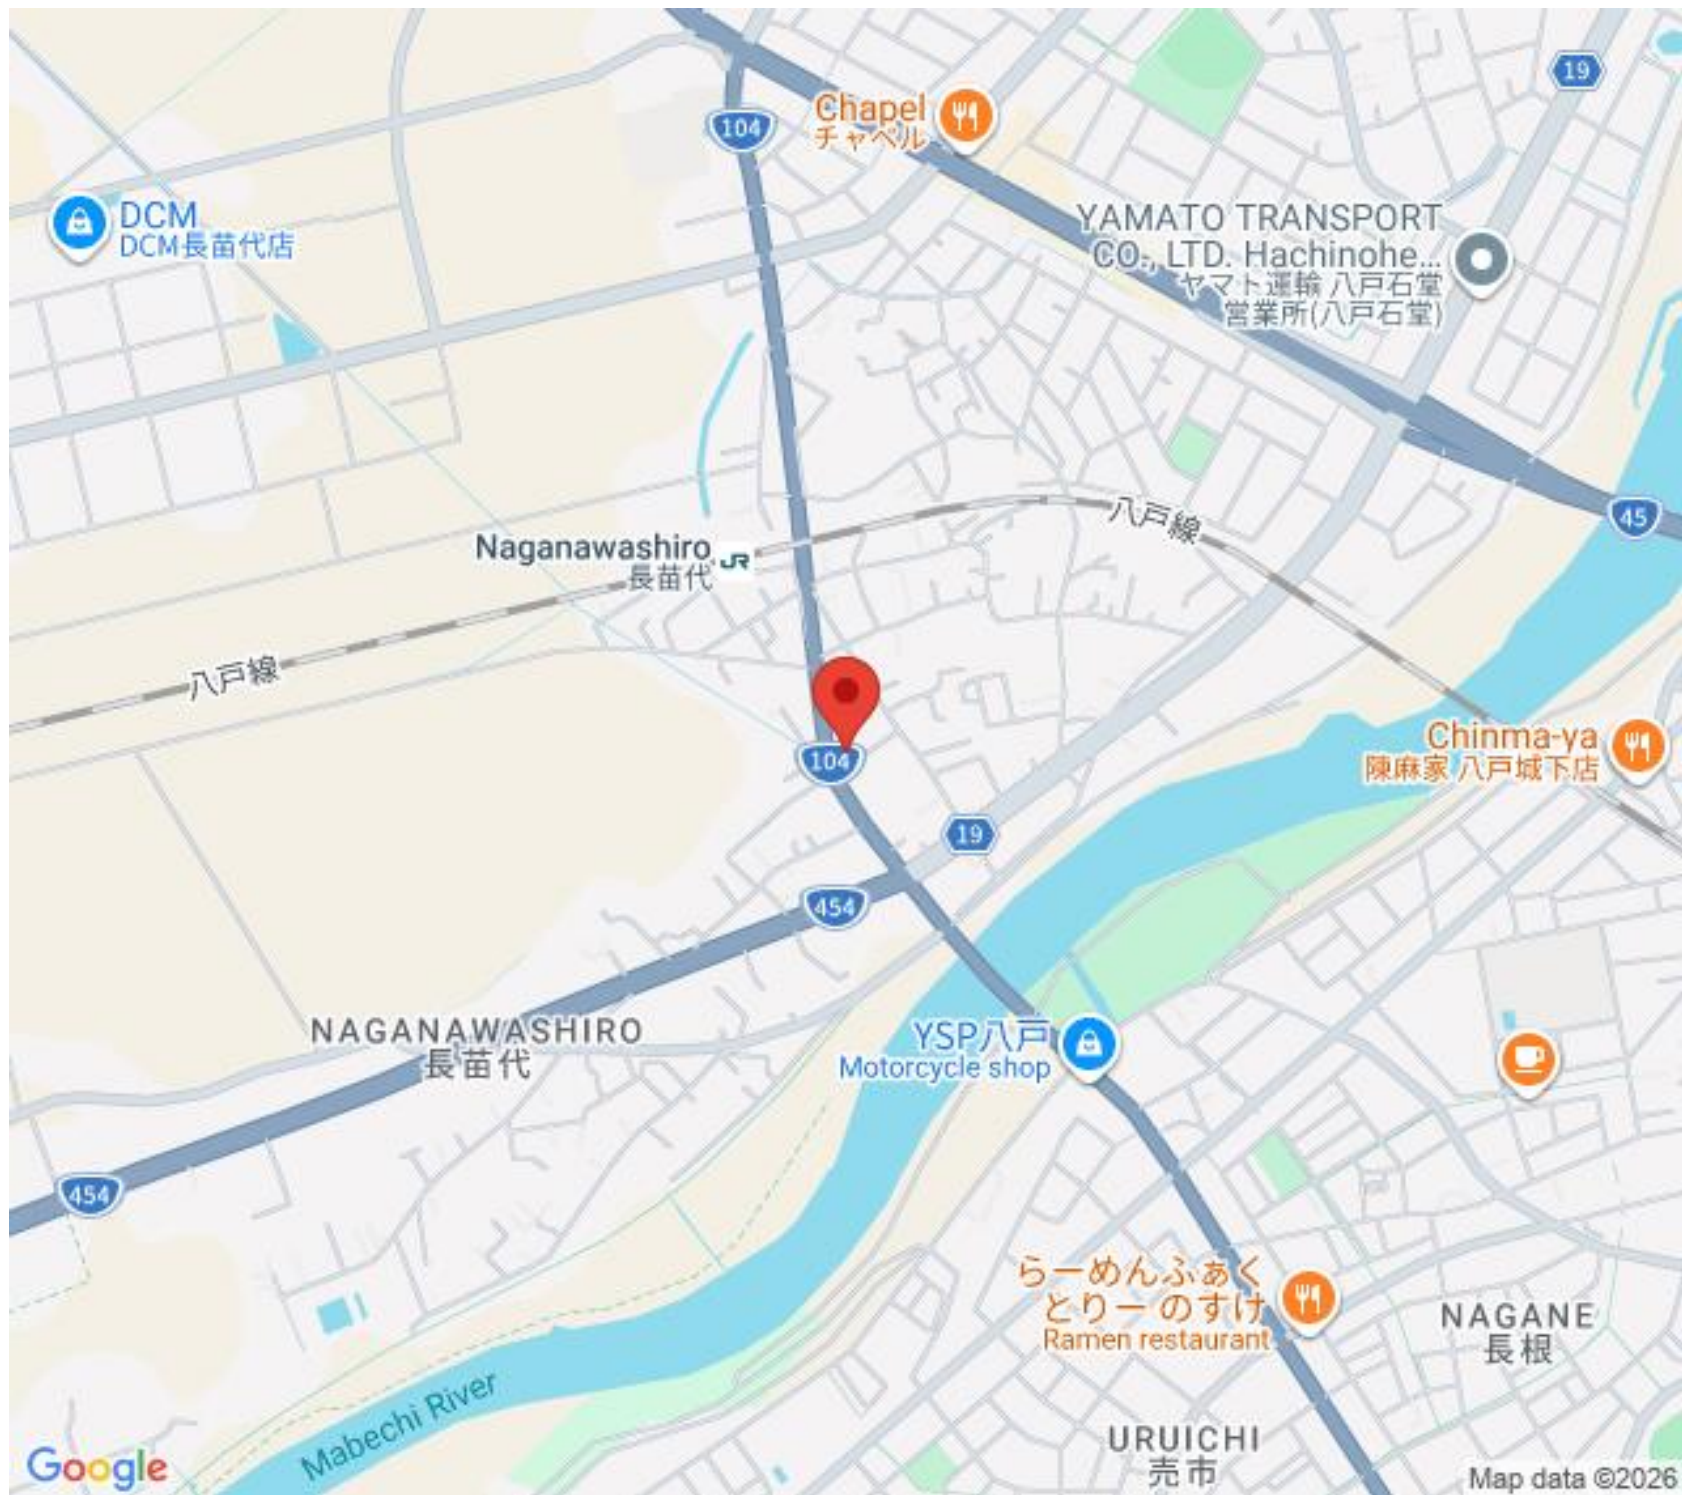 19
104
Chapel
チャペル
DCM
DCM長苗代店
YAMATO TRANSPORT
CO., LTD. Hachinohe...
ヤマト運輸 八戸石堂
営業所(八戸石堂)
八戸線
45
Naganawashiro
長苗代
JR
八戸線
104
Chinma-ya
陳麻家 八戸城下店
19
454
NAGANAWASHIRO
長苗代
YSP八戸
Motorcycle shop
454
らーめんふぁく
とりー のすけ
Ramen restaurant
NAGANE
長根
Mabechi River
URUICHI
売市
Google
Map data ©2026